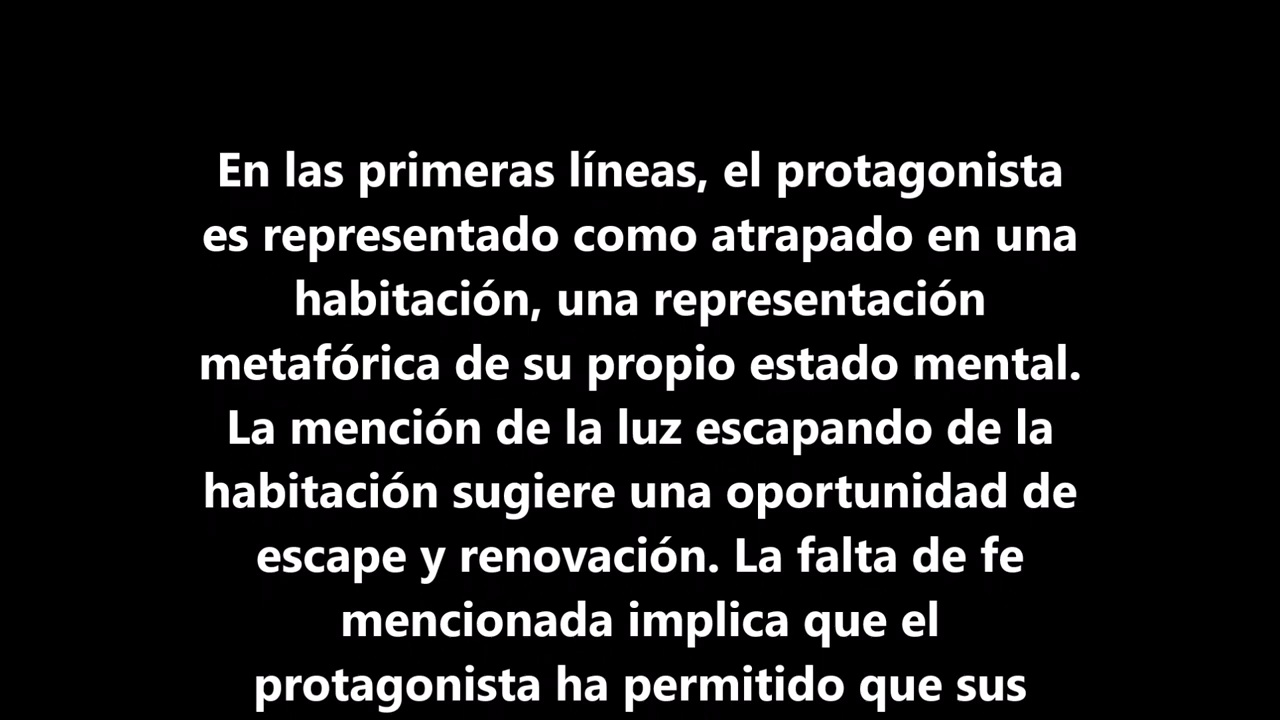 En las primeras líneas, el protagonista
es representado como atrapado en una
habitación, una representación
metafórica de su propio estado mental.
La mención de la luz escapando de la
habitación sugiere una oportunidad de
escape y renovación. La falta de fe
mencionada implica que el
protagonista ha permitido que sus